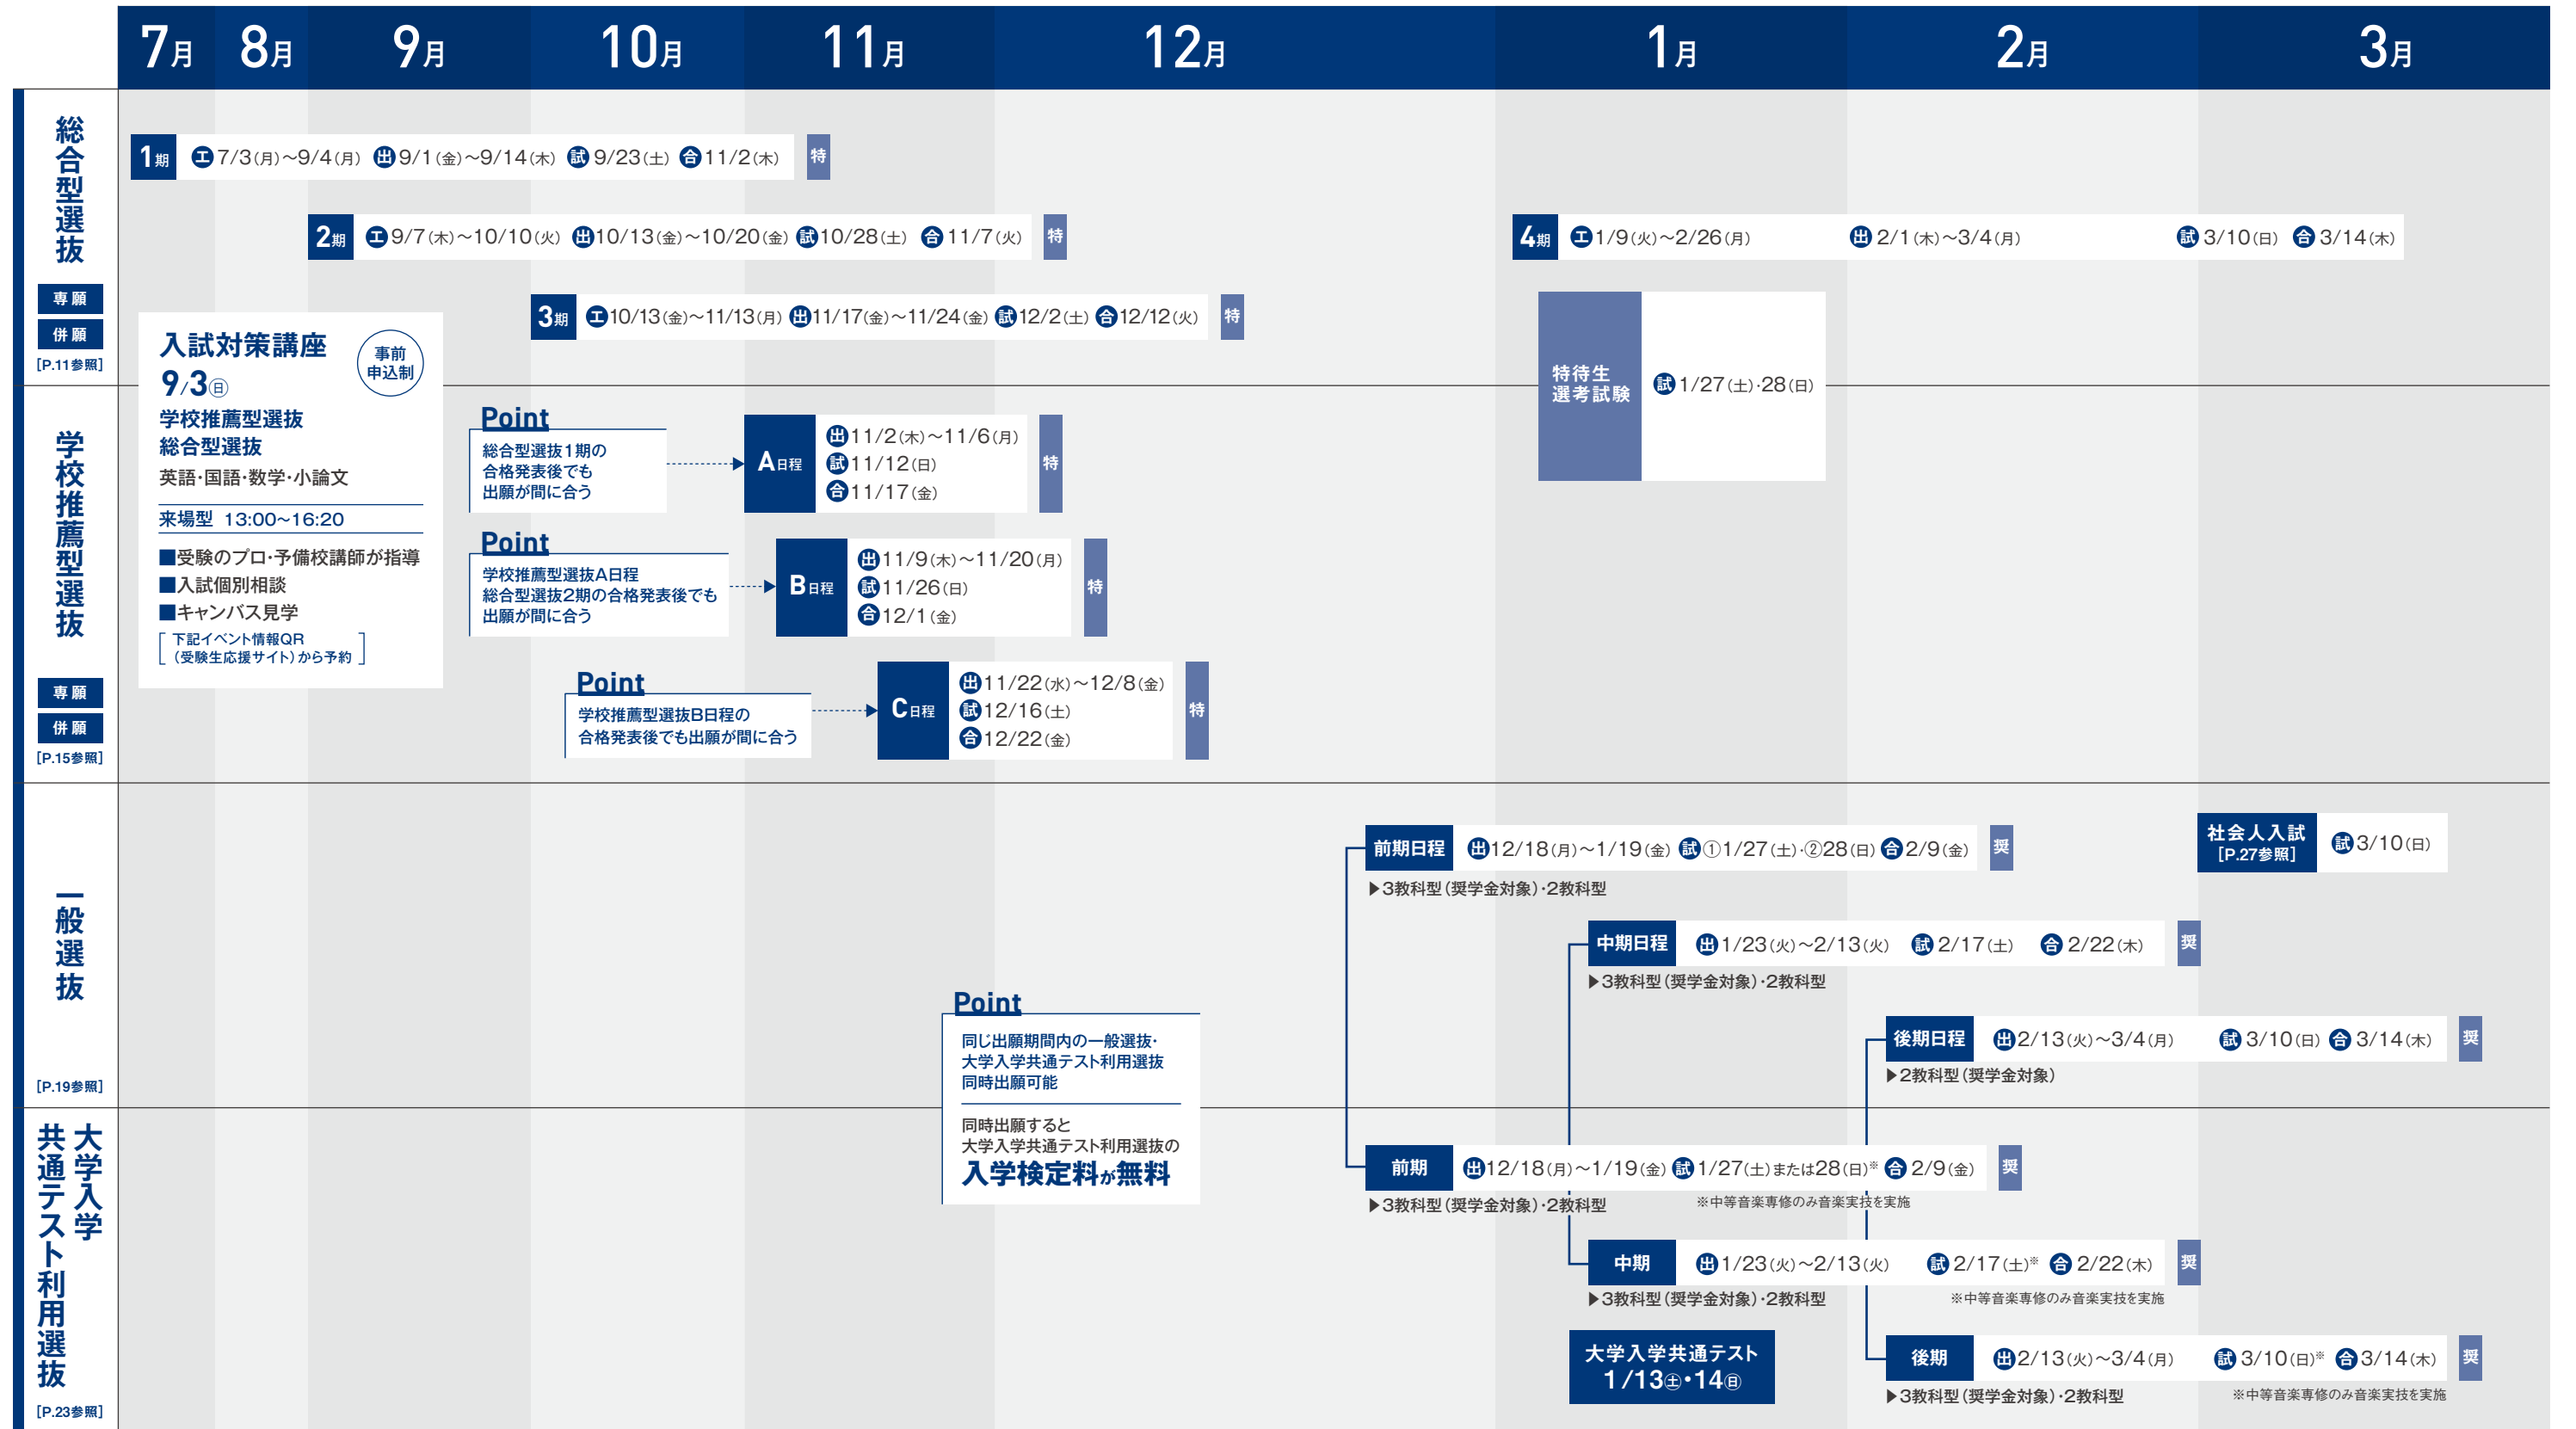 7月 8月 9月 10月 11月 12月 1月 2月 3月
総合型選抜
専願
併願
[P.11参照]
1期 エ7/3(月)～9/4(月) 出9/1(金)～9/14(木) 試9/23(土) 合11/2(木) 特
2期 エ9/7(木)～10/10(火) 出10/13(金)～10/20(金) 試10/28(土) 合11/7(火) 特
4期 エ1/9(火)～2/26(月) 出2/1(木)～3/4(月) 試3/10(日) 合3/14(木)
3期 エ10/13(金)～11/13(月) 出11/17(金)～11/24(金) 試12/2(土) 合12/12(火) 特
特待生
選考試験
試1/27(土)・28(日)
入試対策講座
事前
申込制
9/3㊐
学校推薦型選抜
総合型選抜
英語・国語・数学・小論文
来場型 13:00～16:20
■受験のプロ・予備校講師が指導
■入試個別相談
■キャンパス見学
[下記イベント情報QR
(受験生応援サイト)から予約]
学校推薦型選抜
専願
併願
[P.15参照]
Point
総合型選抜1期の
合格発表後でも
出願が間に合う
A日程
出11/2(木)～11/6(月)
試11/12(日)
合11/17(金)
特
Point
学校推薦型選抜A日程
総合型選抜2期の合格発表後でも
出願が間に合う
B日程
出11/9(木)～11/20(月)
試11/26(日)
合12/1(金)
特
Point
学校推薦型選抜B日程の
合格発表後でも出願が間に合う
C日程
出11/22(水)～12/8(金)
試12/16(土)
合12/22(金)
特
一般選抜
[P.19参照]
前期日程 出12/18(月)～1/19(金) 試①1/27(土)・②28(日) 合2/9(金) 奨
▶3教科型(奨学金対象)・2教科型
社会人入試
[P.27参照]
試3/10(日)
中期日程 出1/23(火)～2/13(火) 試2/17(土) 合2/22(木) 奨
▶3教科型(奨学金対象)・2教科型
後期日程 出2/13(火)～3/4(月) 試3/10(日) 合3/14(木) 奨
▶2教科型(奨学金対象)
Point
同じ出願期間内の一般選抜・
大学入学共通テスト利用選抜
同時出願可能
同時出願すると
大学入学共通テスト利用選抜の
入学検定料が無料
大学入学
共通テスト利用選抜
[P.23参照]
前期 出12/18(月)～1/19(金) 試1/27(土)または28(日)※ 合2/9(金) 奨
▶3教科型(奨学金対象)・2教科型 ※中等音楽専修のみ音楽実技を実施
中期 出1/23(火)～2/13(火) 試2/17(土)※ 合2/22(木) 奨
▶3教科型(奨学金対象)・2教科型 ※中等音楽専修のみ音楽実技を実施
大学入学共通テスト
1/13㊏・14㊐
後期 出2/13(火)～3/4(月) 試3/10(日)※ 合3/14(木) 奨
▶3教科型(奨学金対象)・2教科型 ※中等音楽専修のみ音楽実技を実施